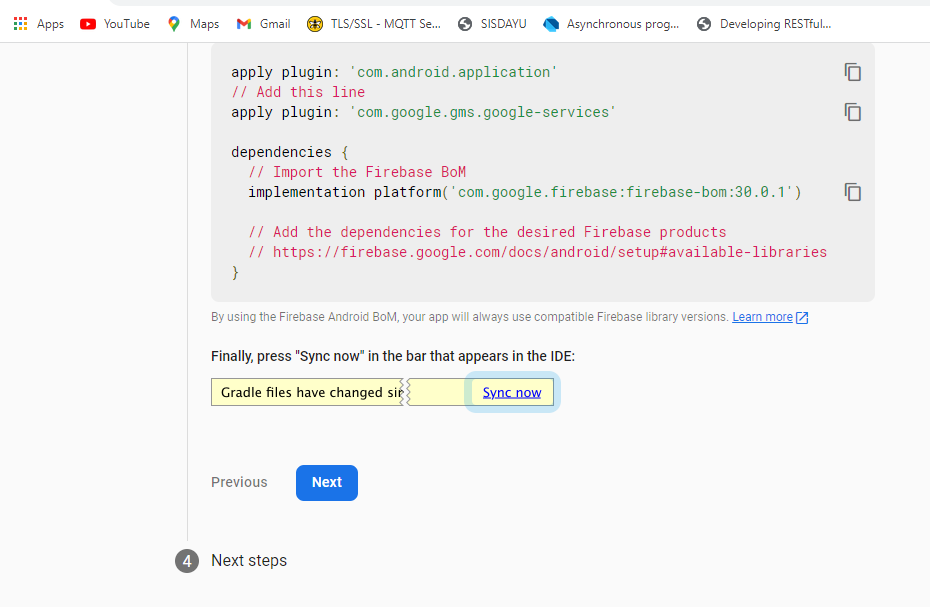 Apps YouTube Maps Gmail TLS/SSL - MQTT Se... SISDAYU Asynchronous prog... Developing RESTful...
apply plugin: 'com.android.application'
// Add this line
apply plugin: 'com.google.gms.google-services'
dependencies {
// Import the Firebase BoM
implementation platform('com.google.firebase:firebase-bom:30.0.1')
// Add the dependencies for the desired Firebase products
// https://firebase.google.com/docs/android/setup#available-libraries
}
By using the Firebase Android BoM, your app will always use compatible Firebase library versions. Learn more
Finally, press "Sync now" in the bar that appears in the IDE:
Gradle files have changed sir Sync now
Previous Next
4 Next steps